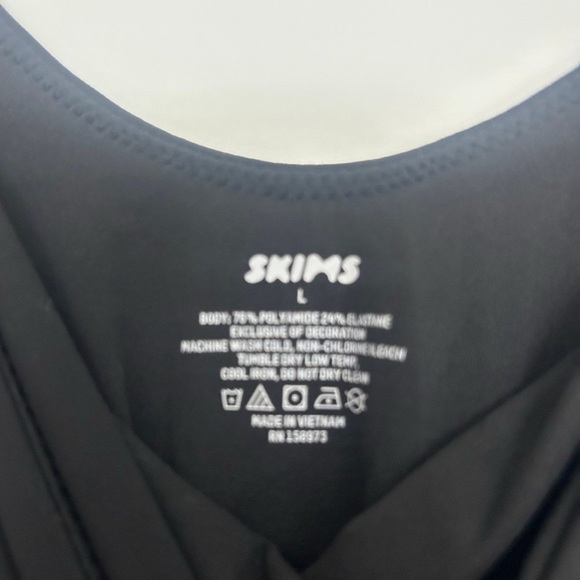 SKIMS
L
BODY: 76% POLYAMIDE 24% ELASTANE
EXCLUSIVE OF DECORATION
MACHINE WASH COLD, NON-CHLORINE BLEACH
TUMBLE DRY LOW TEMP,
COOL IRON, DO NOT DRY CLEAN
MADE IN VIETNAM
RN 158973